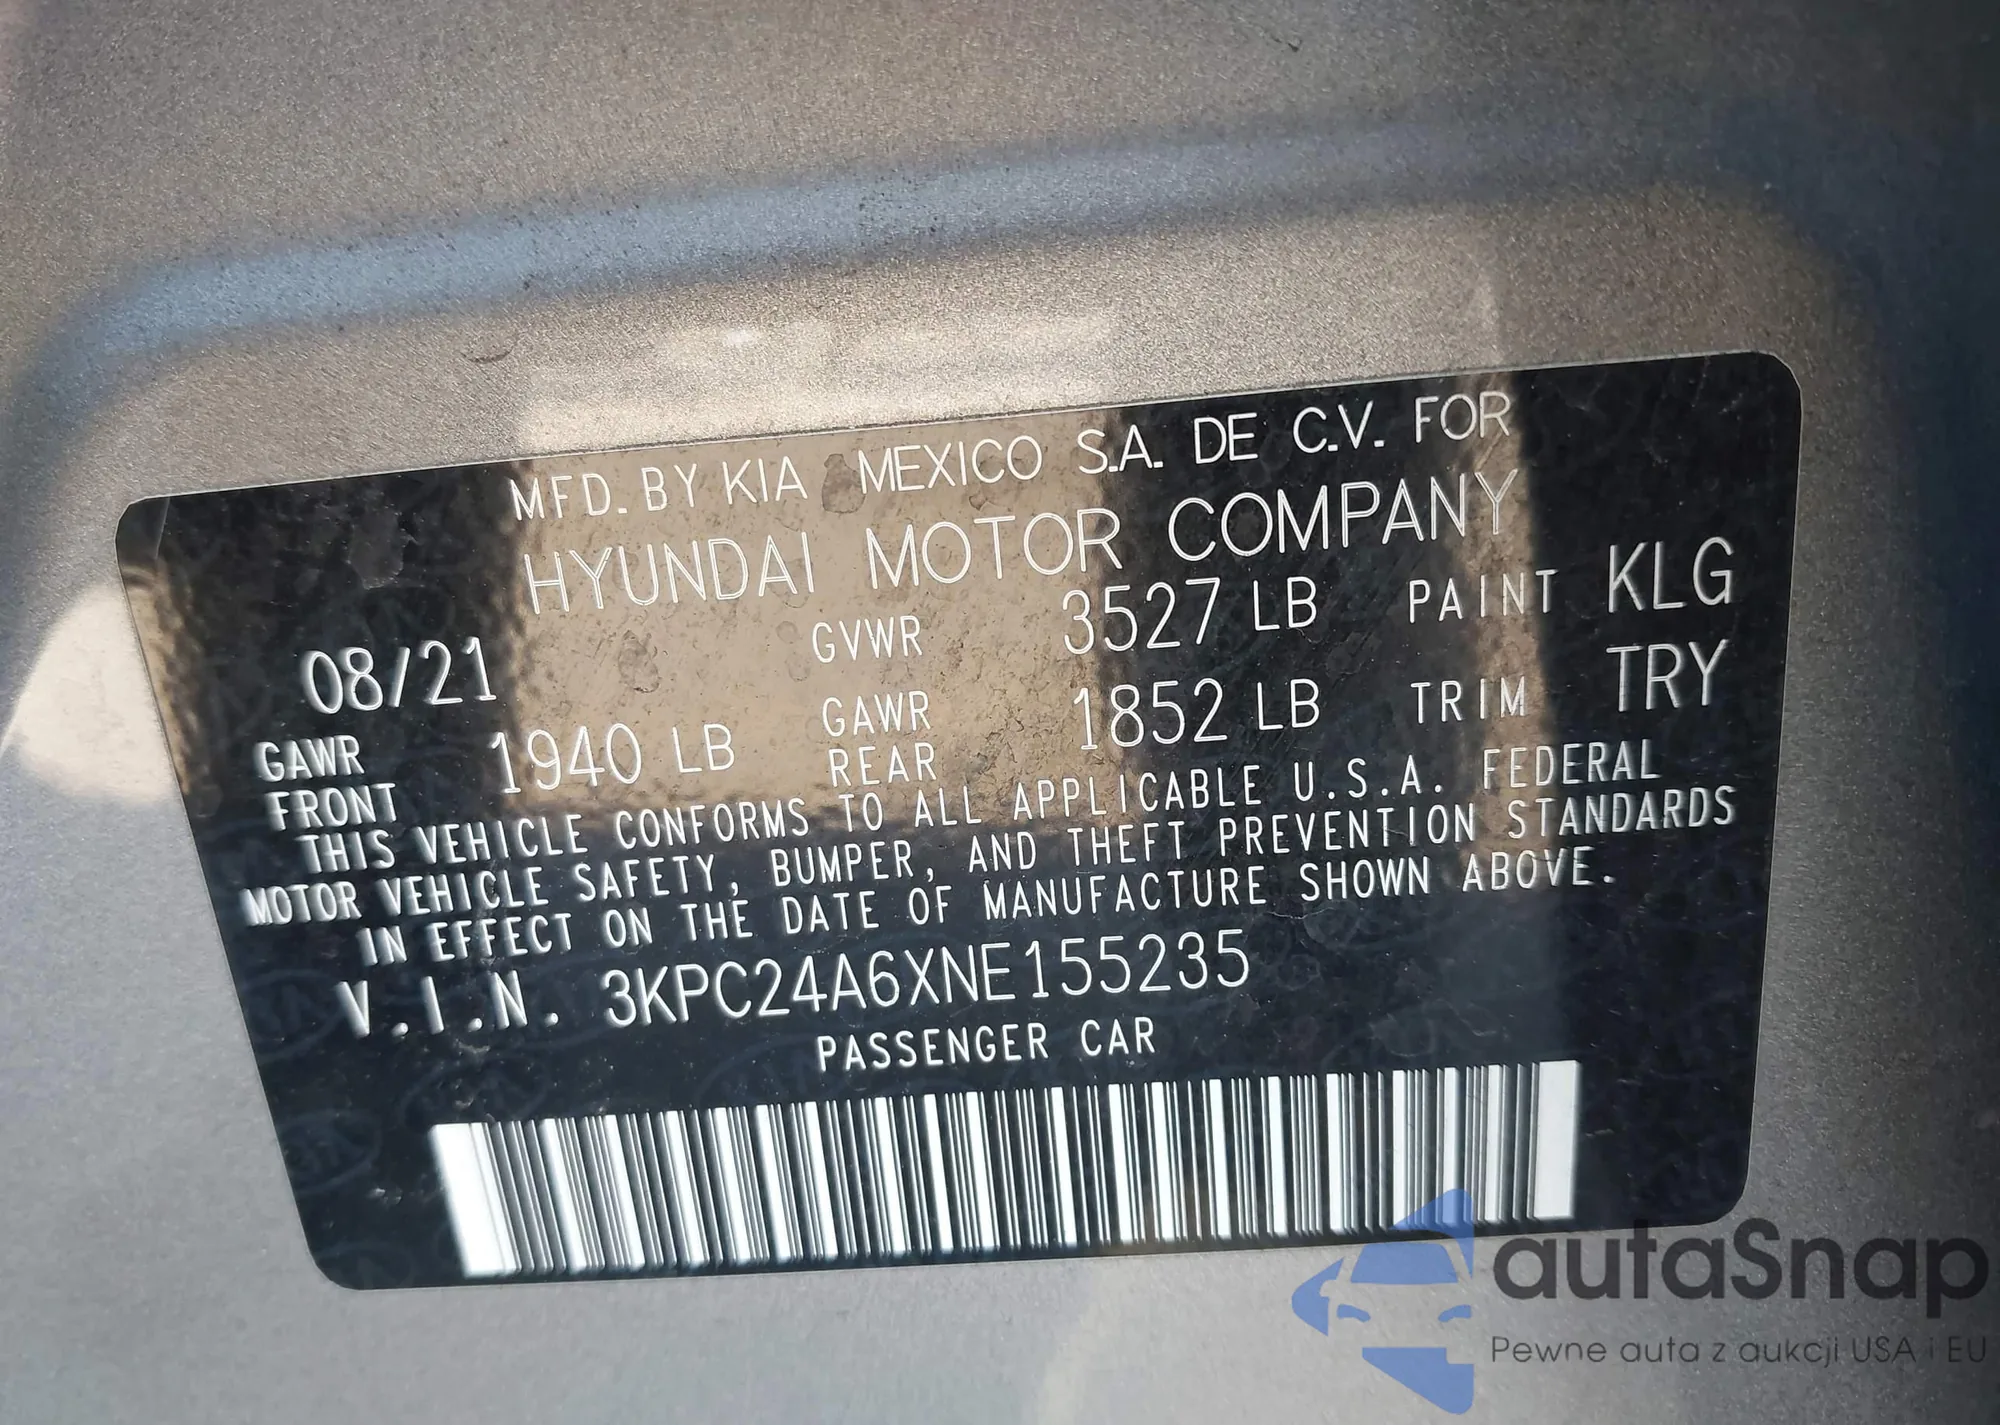 MFD. BY KIA MEXICO S.A. DE C.V. FOR
HYUNDAI MOTOR COMPANY
08/21 GVWR 3527 LB PAINT KLG
GAWR FRONT 1940 LB GAWR REAR 1852 LB TRIM TRY
THIS VEHICLE CONFORMS TO ALL APPLICABLE U.S.A. FEDERAL
MOTOR VEHICLE SAFETY, BUMPER, AND THEFT PREVENTION STANDARDS
IN EFFECT ON THE DATE OF MANUFACTURE SHOWN ABOVE.
V.I.N. 3KPC24A6XNE155235
PASSENGER CAR
autaSnap
Pewne auta z aukcji USA i EU